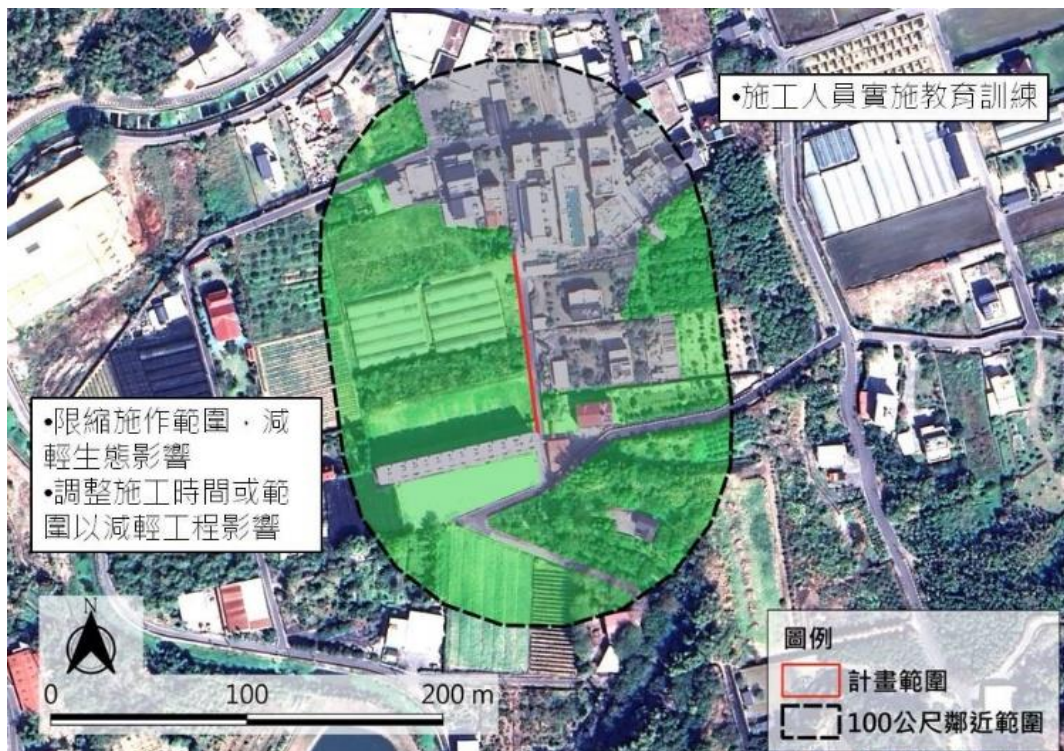 •施工人員實施教育訓練
•限縮施作範圍，減
輕生態影響
•調整施工時間或範
圍以減輕工程影響
N
0 100 200 m
圖例
計畫範圍
100公尺鄰近範圍